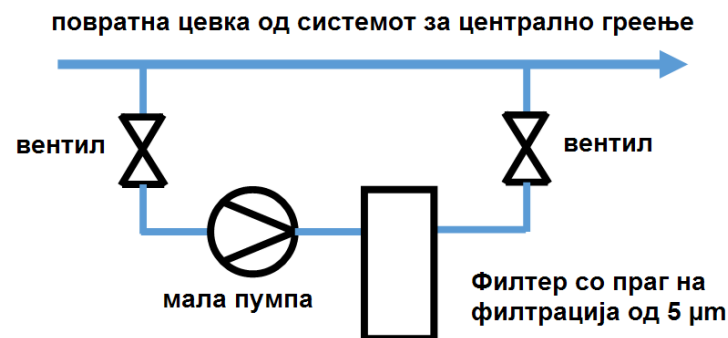 повратна цевка од системот за централно греење
вентил
вентил
мала пумпа
Филтер со праг на
филтрација од 5 µm